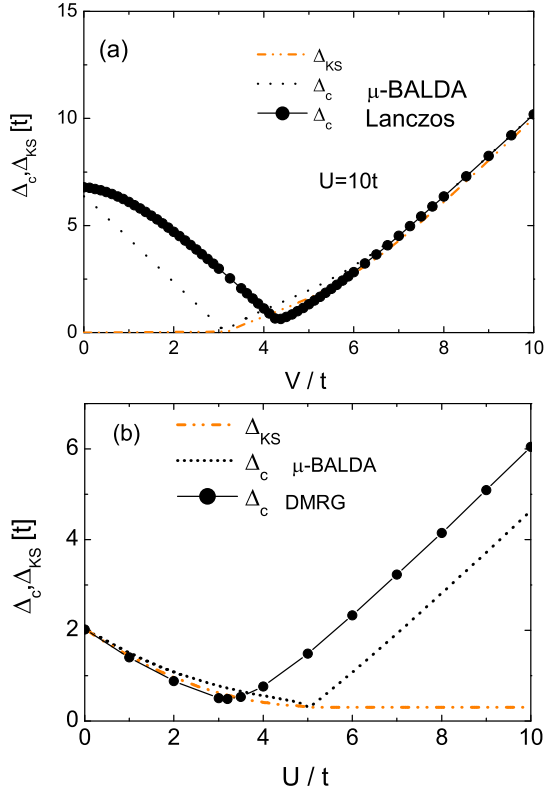 (a)
Δ_KS
Δ_c μ-BALDA
Δ_c Lanczos
U=10t
Δ_c,Δ_KS [t]
15
10
5
0
0 2 4 6 8 10
V / t
(b)
Δ_KS
Δ_c μ-BALDA
Δ_c DMRG
Δ_c,Δ_KS [t]
6
4
2
0
0 2 4 6 8 10
U / t